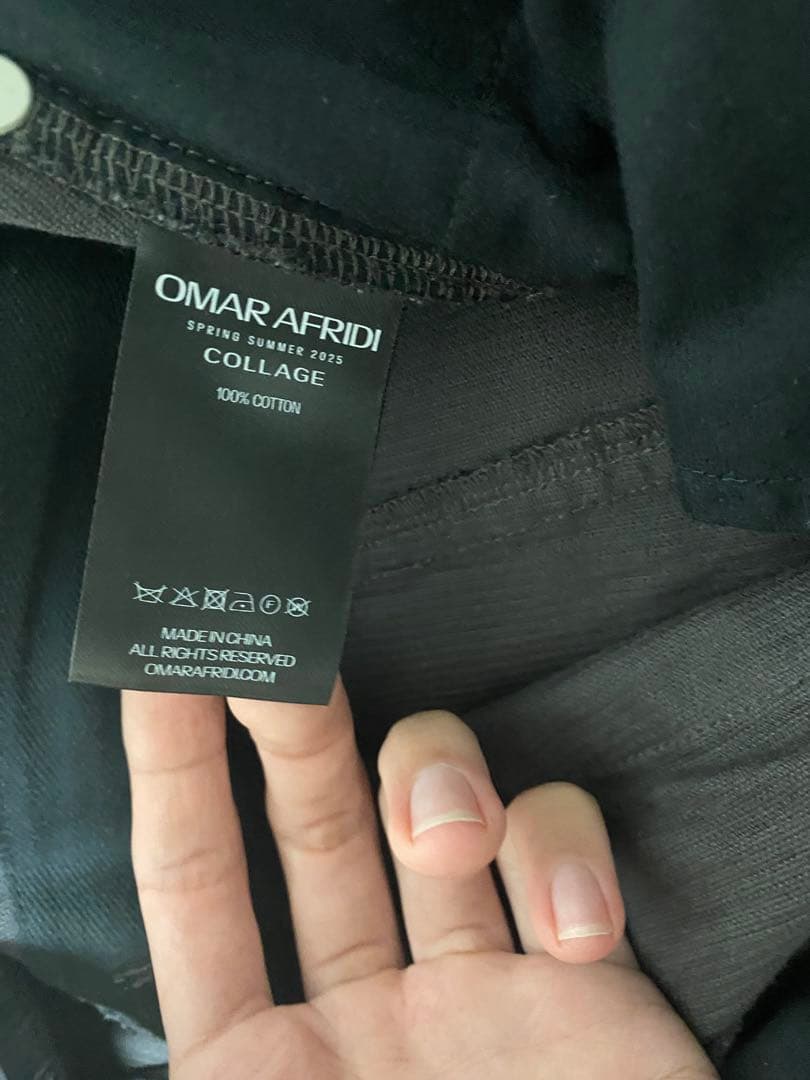 OMAR AFRIDI
SPRING SUMMER 2025
COLLAGE
100% COTTON
F W
MADE IN CHINA
ALL RIGHTS RESERVED
OMARAFRIDI.COM